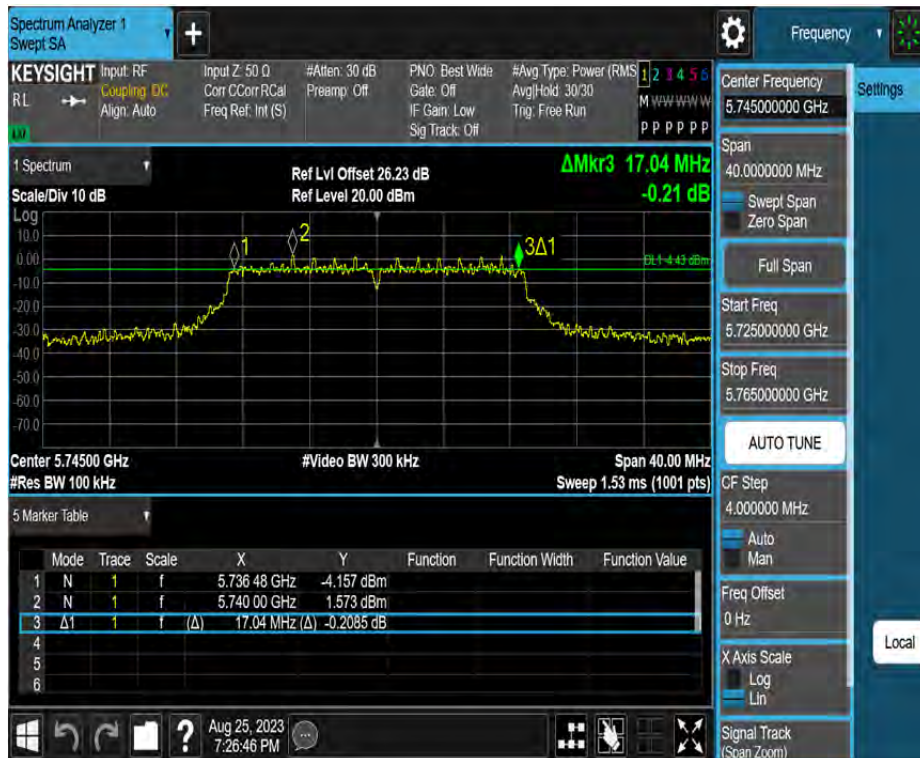 Spectrum Analyzer 1
Swept SA
+
Frequency
KEYSIGHT
RL
Input: RF
Coupling: DC
Align: Auto
Input Z: 50 Ω
Corr CCorr RCal
Freq Ref: Int (S)
#Atten: 30 dB
Preamp: Off
PNO: Best Wide
Gate: Off
IF Gain: Low
Sig Track: Off
#Avg Type: Power (RMS
Avg|Hold: 30/30
Trig: Free Run
1 2 3 4 5 6
M W W W W W
P P P P P P
LXI
1 Spectrum
Scale/Div 10 dB
Ref Lvl Offset 26.23 dB
Ref Level 20.00 dBm
ΔMkr3 17.04 MHz
-0.21 dB
Log
10.0
0.00
-10.0
-20.0
-30.0
-40.0
-50.0
-60.0
-70.0
1
2
3Δ1
DL1 -4.43 dBm
Center 5.74500 GHz
#Video BW 300 kHz
Span 40.00 MHz
#Res BW 100 kHz
Sweep 1.53 ms (1001 pts)
5 Marker Table
Mode Trace Scale X Y Function Function Width Function Value
1 N 1 f 5.736 48 GHz -4.157 dBm
2 N 1 f 5.740 00 GHz 1.573 dBm
3 Δ1 1 f (Δ) 17.04 MHz (Δ) -0.2085 dB
4
5
6
Aug 25, 2023
7:26:46 PM
?
Center Frequency
5.745000000 GHz
Span
40.0000000 MHz
Swept Span
Zero Span
Full Span
Start Freq
5.725000000 GHz
Stop Freq
5.765000000 GHz
AUTO TUNE
CF Step
4.000000 MHz
Auto
Man
Freq Offset
0 Hz
X Axis Scale
Log
Lin
Signal Track
(Span Zoom)
Settings
Local